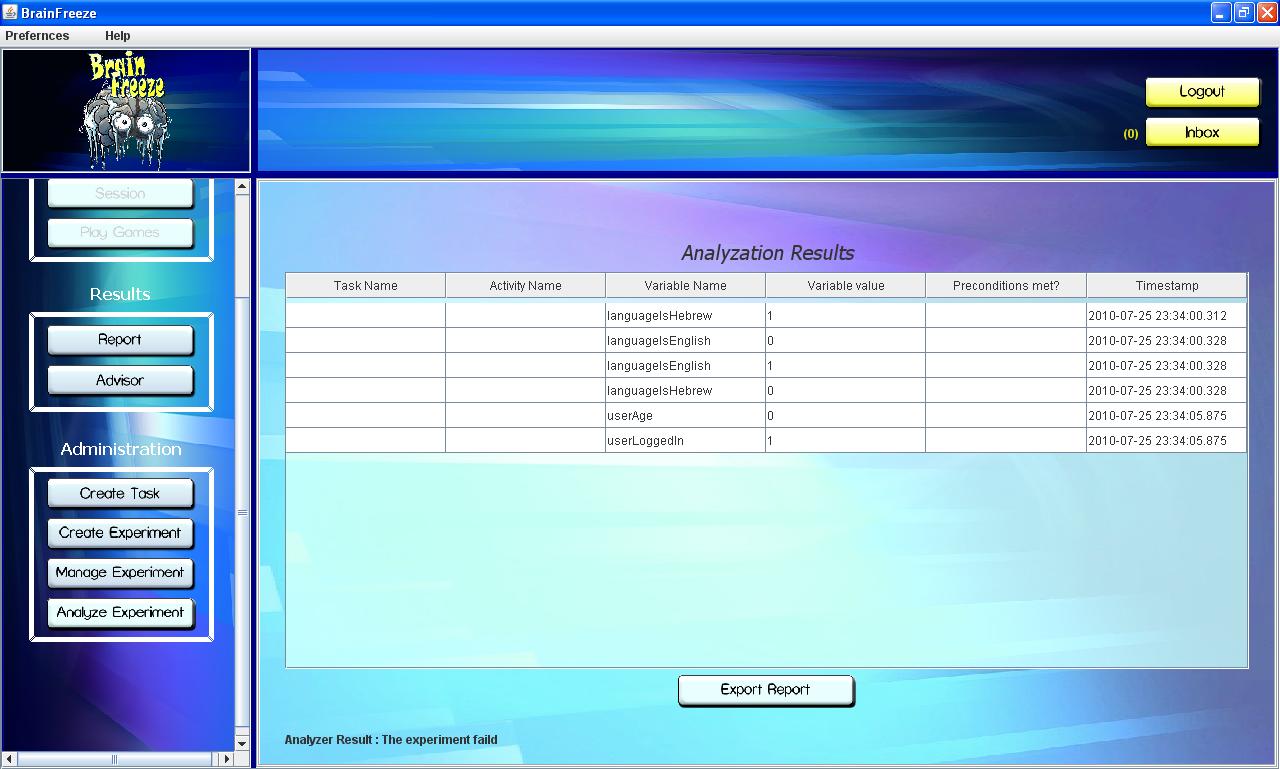 BrainFreeze
Prefernces Help
Brain
Freeze
Logout
(0) Inbox
Session
Play Games
Results
Report
Advisor
Administration
Create Task
Create Experiment
Manage Experiment
Analyze Experiment
Analyzation Results
Task Name Activity Name Variable Name Variable value Preconditions met? Timestamp
languageIsHebrew 1 2010-07-25 23:34:00.312
languageIsEnglish 0 2010-07-25 23:34:00.328
languageIsEnglish 1 2010-07-25 23:34:00.328
languageIsHebrew 0 2010-07-25 23:34:00.328
userAge 0 2010-07-25 23:34:05.875
userLoggedIn 1 2010-07-25 23:34:05.875
Export Report
Analyzer Result : The experiment faild